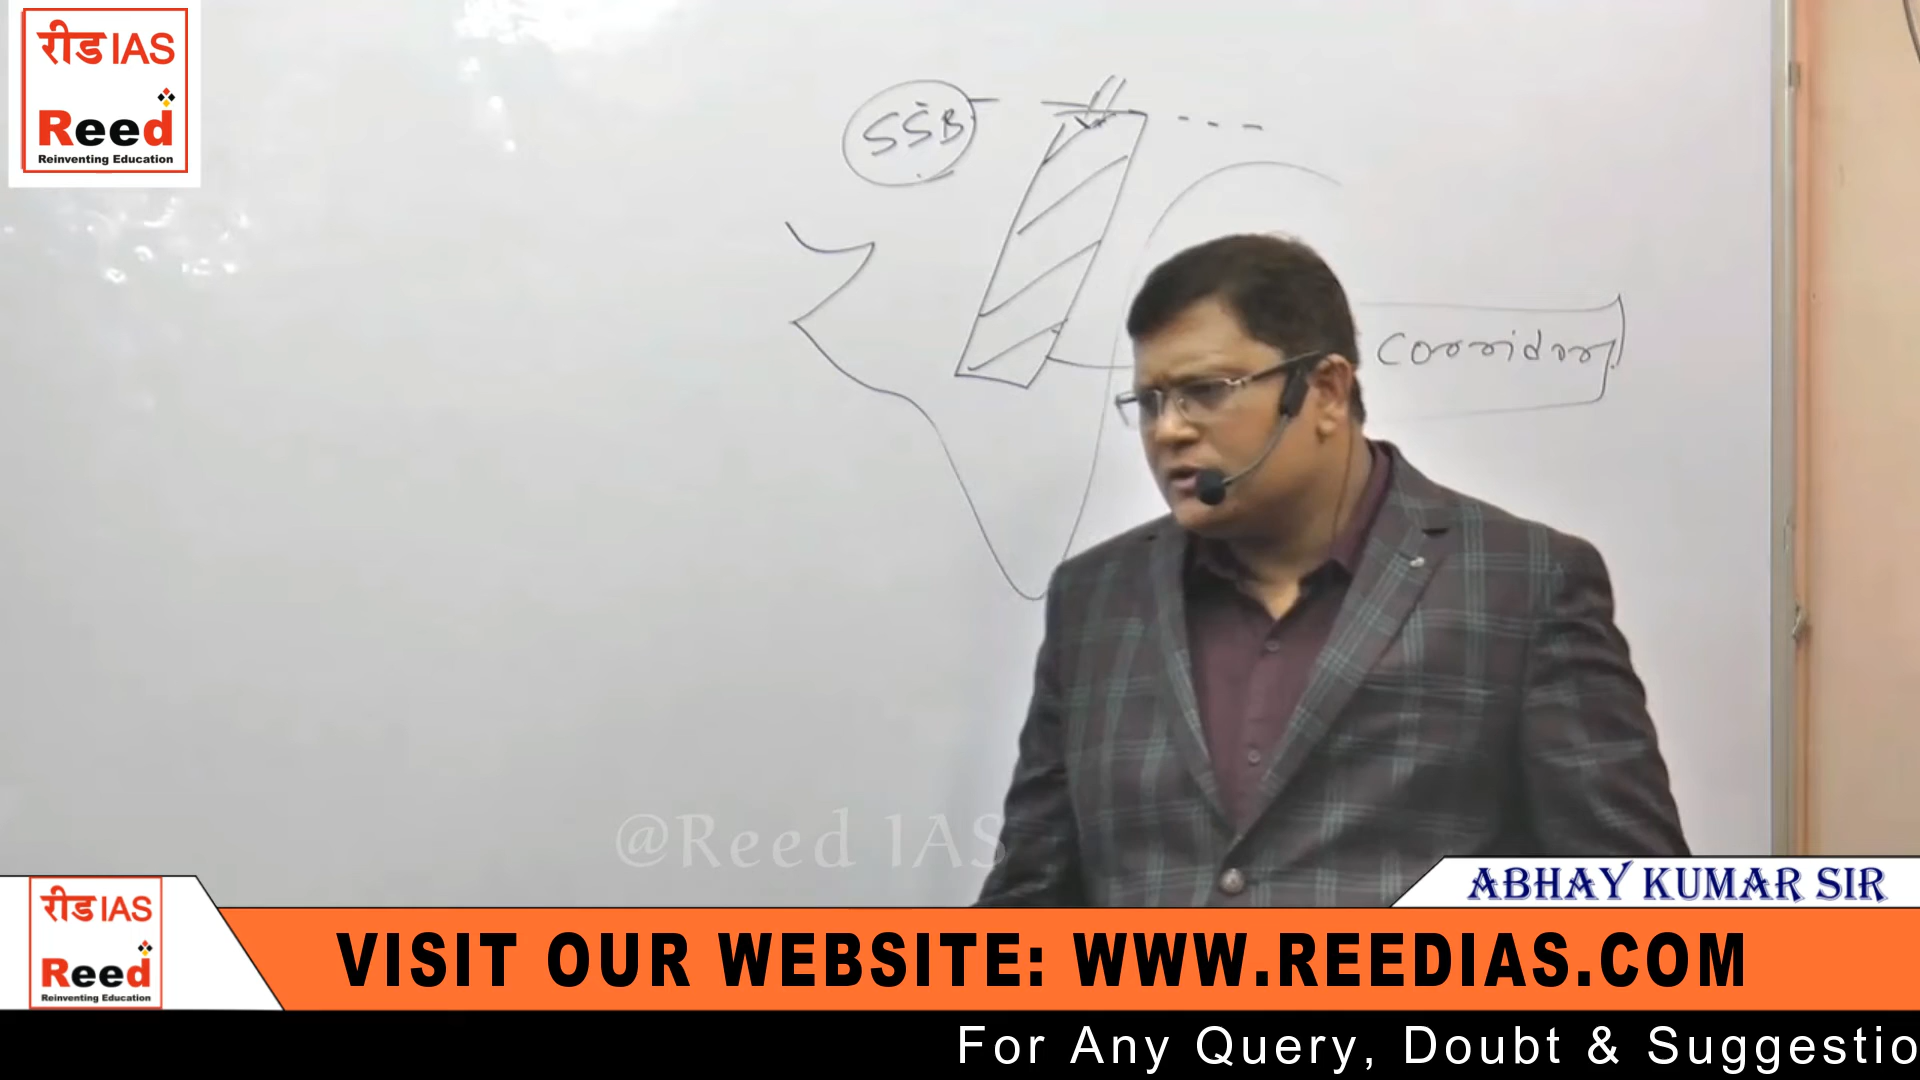 रीड IAS
Reed
Reinventing Education
SSB
corridor
@Reed IAS
ABHAY KUMAR SIR
रीड IAS
Reed
Reinventing Education
VISIT OUR WEBSITE: WWW.REEDIAS.COM
For Any Query, Doubt & Suggestio